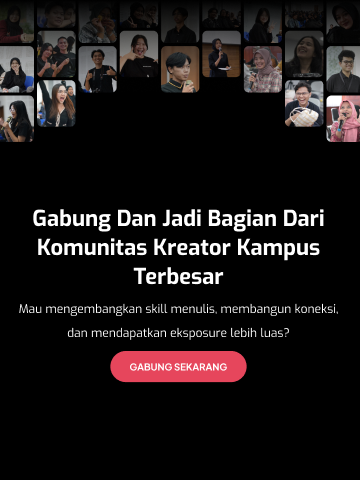 Gabung Dan Jadi Bagian Dari
Komunitas Kreator Kampus
Terbesar
Mau mengembangkan skill menulis, membangun koneksi,
dan mendapatkan eksposure lebih luas?
GABUNG SEKARANG